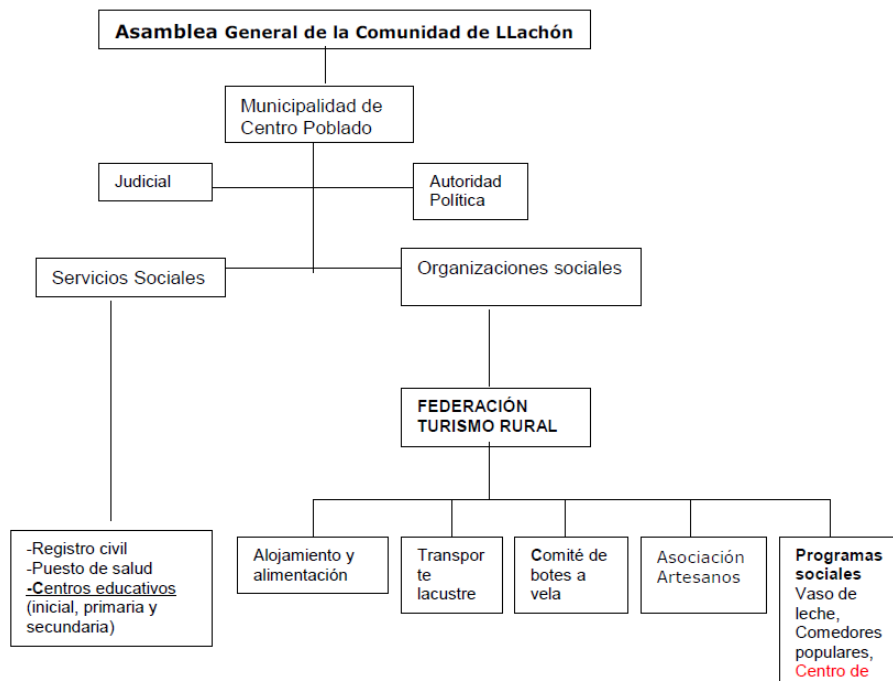 Asamblea General de la Comunidad de LLachón
Municipalidad de
Centro Poblado
Judicial
Autoridad
Política
Servicios Sociales
Organizaciones sociales
FEDERACIÓN
TURISMO RURAL
-Registro civil
-Puesto de salud
-Centros educativos
(inicial, primaria y
secundaria)
Alojamiento y
alimentación
Transpor
te
lacustre
Comité de
botes a
vela
Asociación
Artesanos
Programas
sociales
Vaso de
leche,
Comedores
populares,
Centro de